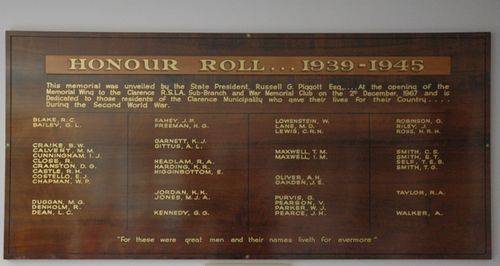 HONOUR ROLL... 1939-1945
This memorial was unveiled by the State President, Russell G. Piggott Esq,.... At the opening of the
Memorial Wing to the Clarence R.S.L.A. Sub-Branch and War Memorial Club on the 2nd December, 1967 and is
Dedicated to those residents of the Clarence Municipality who gave their lives for their Country....
During the Second World War.
BLAKE, R.C.
BAILEY, G. L.
CRAIKE, B.W.
CALVERT, M.M.
CUNNINGHAM, I.J.
CLOSE, R.
CRANSTON, D.G.
CASTLE, R.H.
COSTELLO, E.J.
CHAPMAN, W.P.
DUGGAN, M.G.
DENHOLM, R.
DEAN, L.C.
FAHEY, J.P.
FREEMAN, H.G.
GARNETT, K.J.
GITTUS, A.L.
HEADLAM, R.A.
HARDING, K.R.
HIGGINBOTTOM, E.
JORDAN, K.K.
JONES, M.J.A.
KENNEDY, G.G.
LOWENSTEIN, W.
LANE, M.D.
LEWIS, C.R.H.
MAXWELL, T.M.
MAXWELL, I.M.
OLIVER, A.H.
OAKDEN, J.E.
PURVIS, G.
PEARSON, V.
PARKER, W.J.
PEARCE, J.H.
ROBINSON, G.
RILEY, J.
ROSS, H.R.H.
SMITH, C.S.
SMITH, E.T.
SELF, T.E.B.
SMITH, T.G.
TAYLOR, R.A.
WALKER, A.
"For these were great men and their names liveth for evermore"